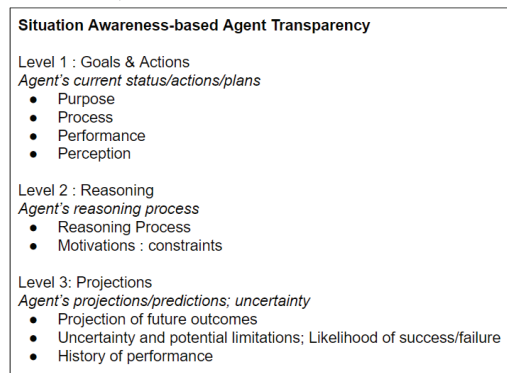 Situation Awareness-based Agent Transparency
Level 1 : Goals & Actions
Agent's current status/actions/plans
● Purpose
● Process
● Performance
● Perception
Level 2 : Reasoning
Agent's reasoning process
● Reasoning Process
● Motivations : constraints
Level 3: Projections
Agent's projections/predictions; uncertainty
● Projection of future outcomes
● Uncertainty and potential limitations; Likelihood of success/failure
● History of performance